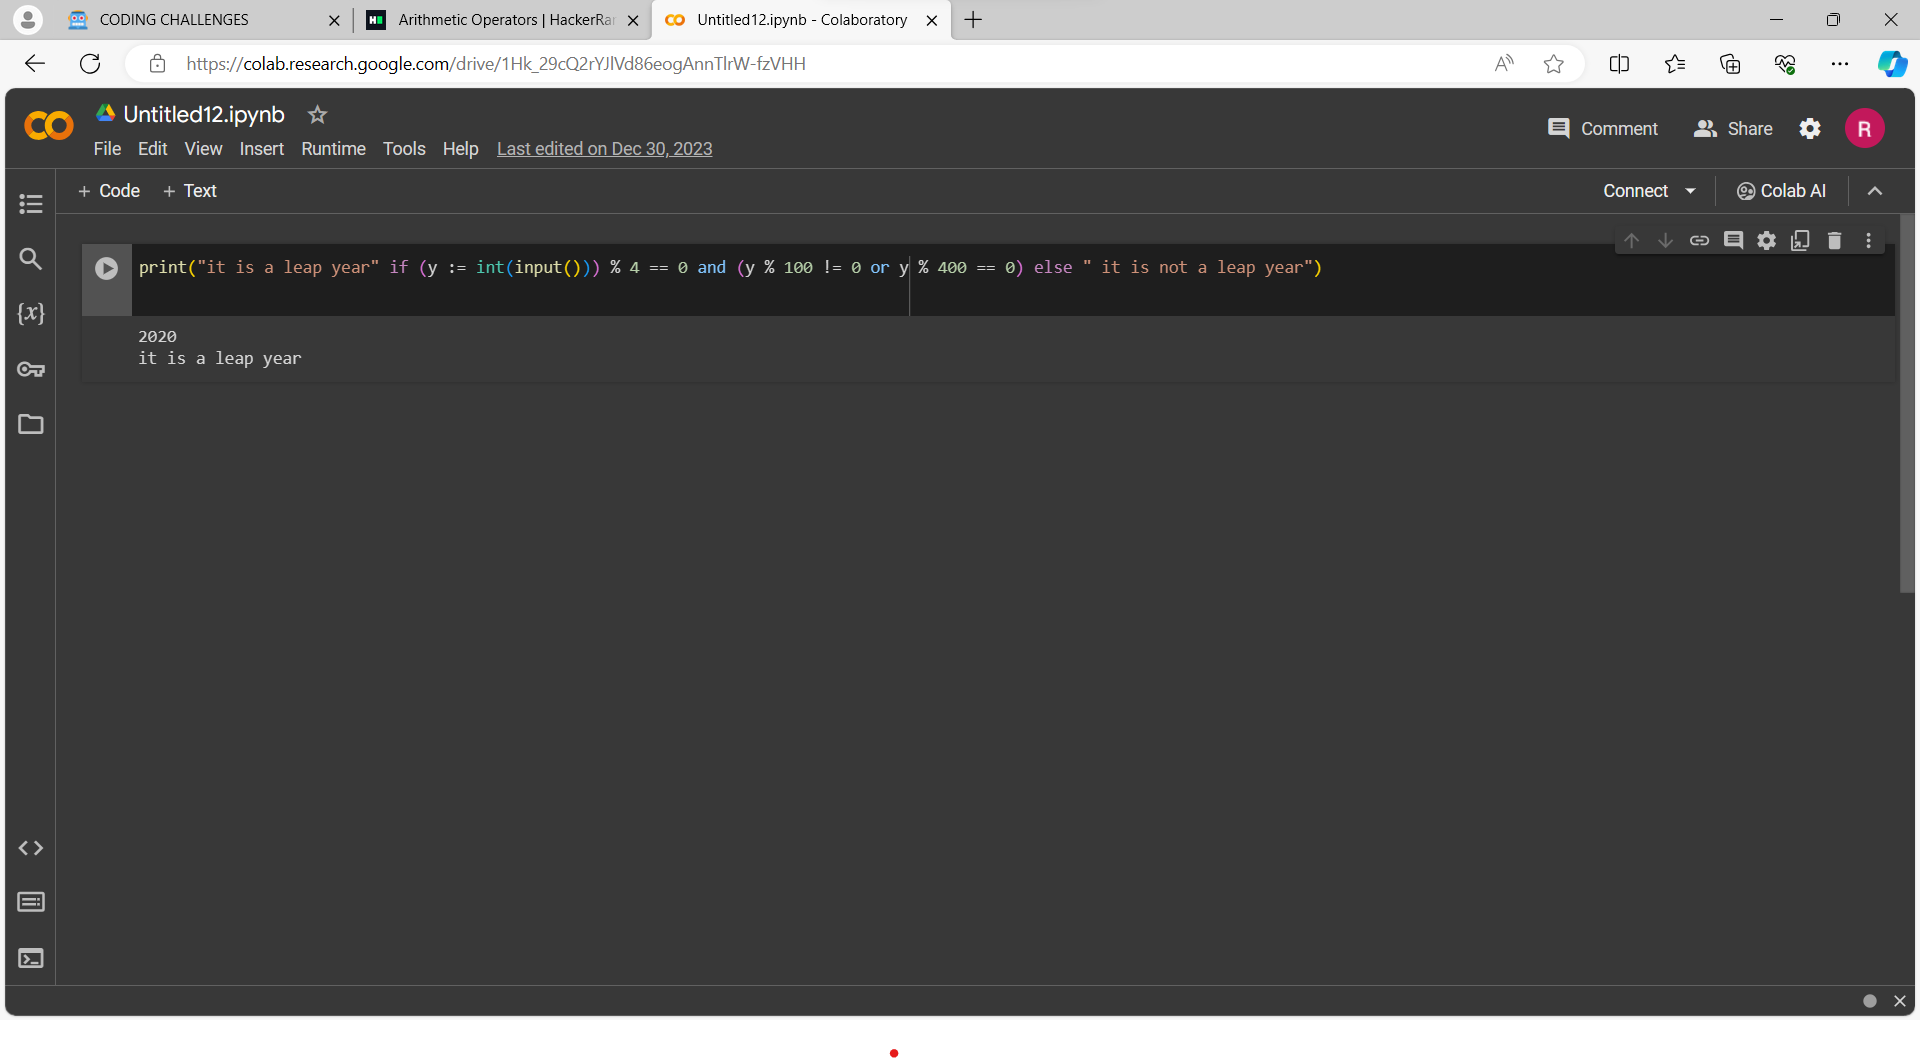 CODING CHALLENGES
Arithmetic Operators | HackerRa
Untitled12.ipynb - Colaboratory
https://colab.research.google.com/drive/1Hk_29cQ2rYJlVd86eogAnnTlrW-fzVHH
Untitled12.ipynb
Comment
Share
R
File Edit View Insert Runtime Tools Help Last edited on Dec 30, 2023
+ Code + Text
Connect
Colab AI
print("it is a leap year" if (y := int(input())) % 4 == 0 and (y % 100 != 0 or y % 400 == 0) else " it is not a leap year")
2020
it is a leap year